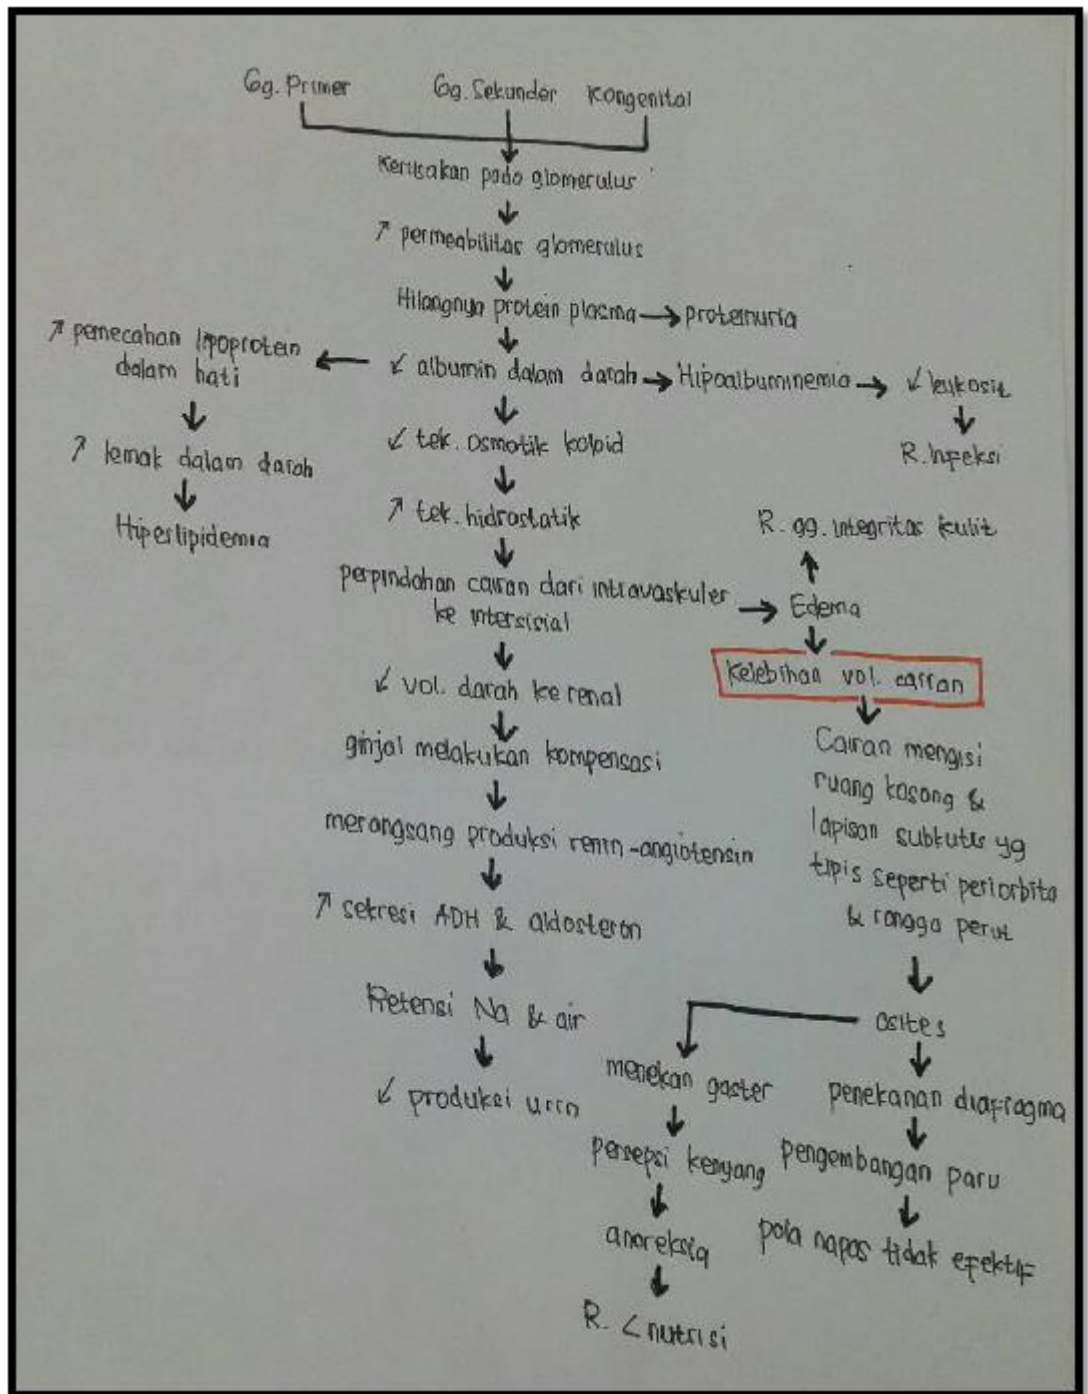 Gg. Primer
Gg. Sekunder
Kongenital
Kerusakan pada glomerulus
↗ permeabilitas glomerulus
Hilangnya protein plasma → proteinuria
↗ pemecahan lipoprotein
dalam hati
↙ albumin dalam darah → Hipoalbuminemia → ↙ leukosit
↗ lemak dalam darah
↙ tek. osmotik koloid
R. Infeksi
Hiperlipidemia
↗ tek. hidrostatik
R. gg. integritas kulit
perpindahan cairan dari intravaskuler
ke intersisial
→ Edema
↙ vol. darah ke renal
Kelebihan vol. cairan
ginjal melakukan kompensasi
Cairan mengisi
ruang kosong &
lapisan subkutis yg
tipis seperti periorbita
& rongga perut
merangsang produksi renin-angiotensin
↗ sekresi ADH & aldosteron
Retensi Na & air
asites
↙ produksi urin
menekan gaster
penekanan diafragma
persepsi kenyang
pengembangan paru
anoreksia
pola napas tidak efektif
R. < nutrisi